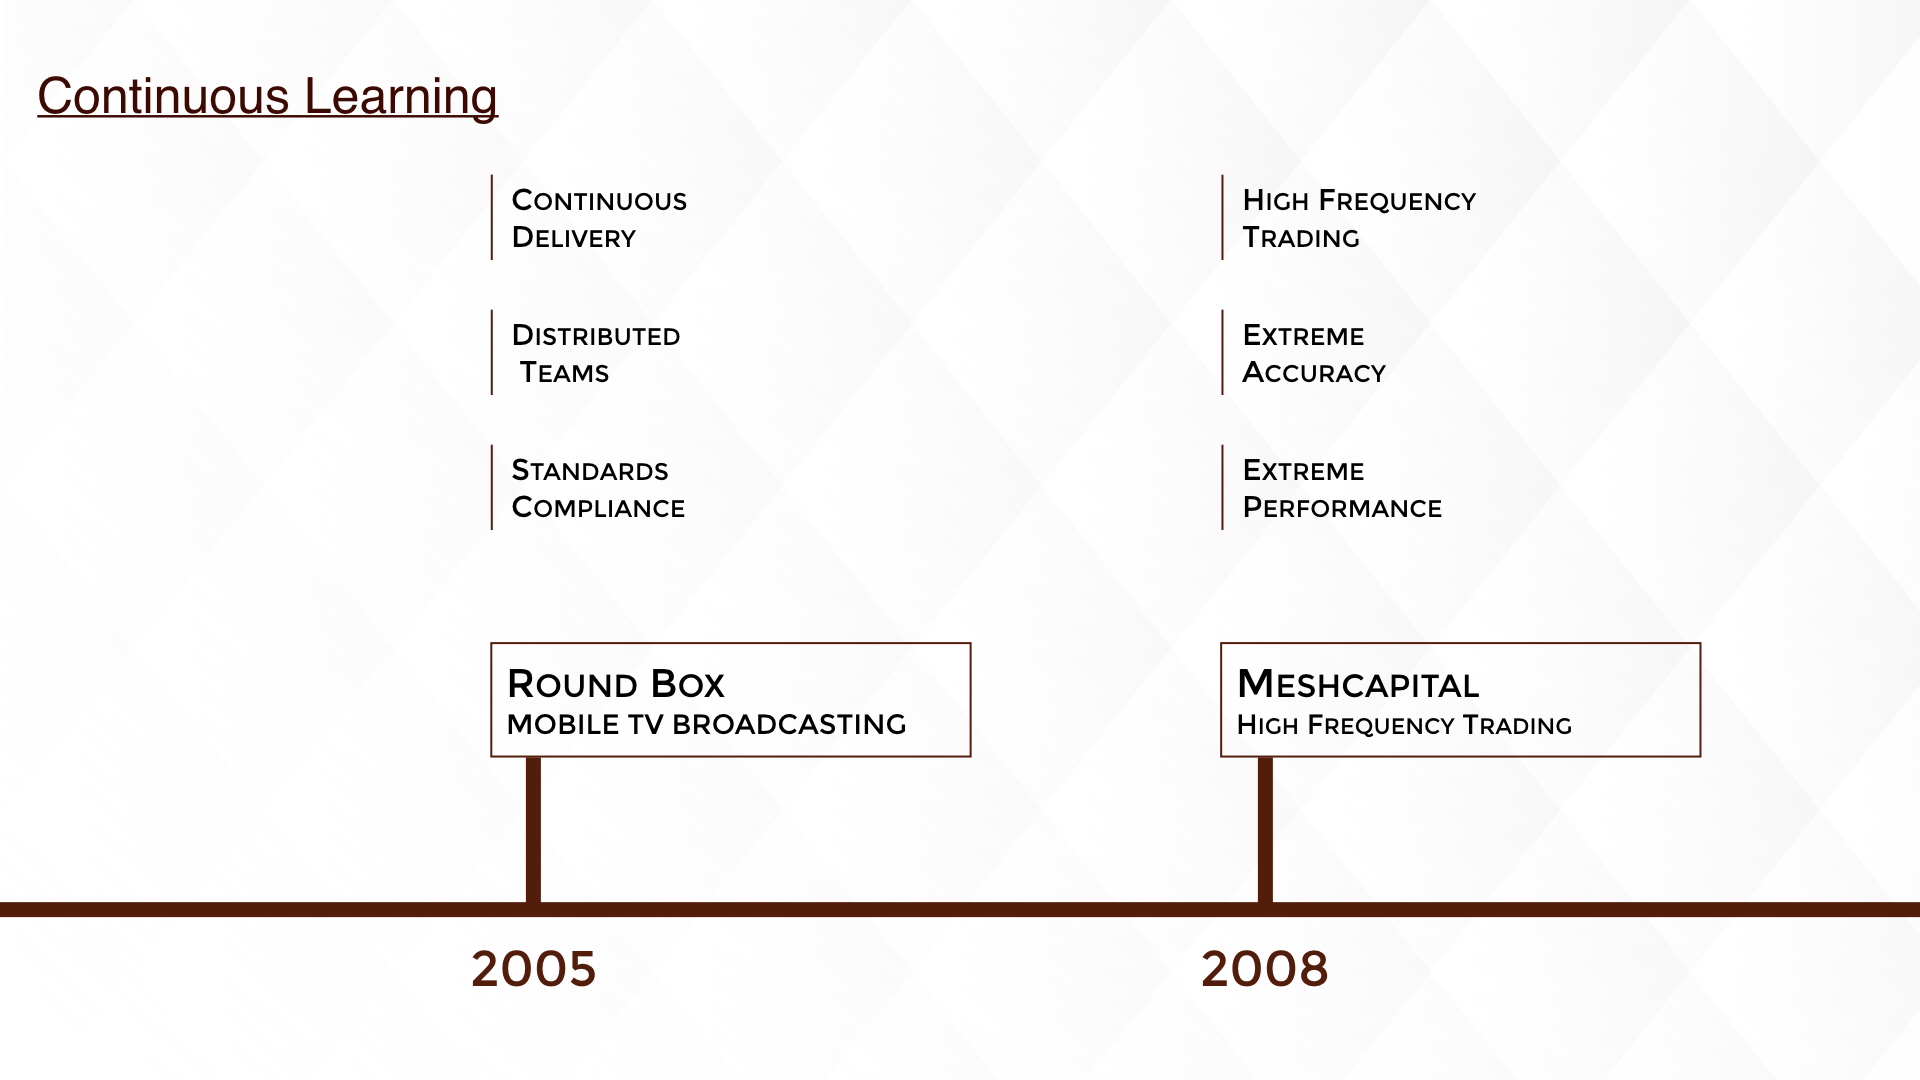 Continuous Learning
Continuous
Delivery
Distributed
Teams
Standards
Compliance
Round Box
MOBILE TV BROADCASTING
2005
High Frequency
Trading
Extreme
Accuracy
Extreme
Performance
Meshcapital
High Frequency Trading
2008